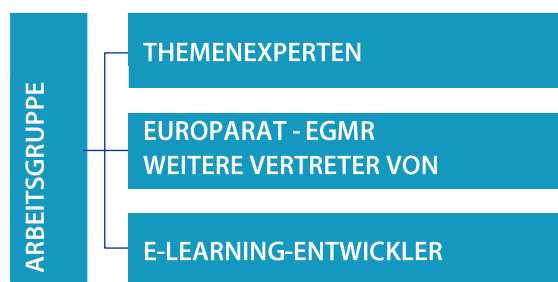 ARBEITSGRUPPE
THEMENEXPERTEN
EUROPARAT - EGMR
WEITERE VERTRETER VON
E-LEARNING-ENTWICKLER